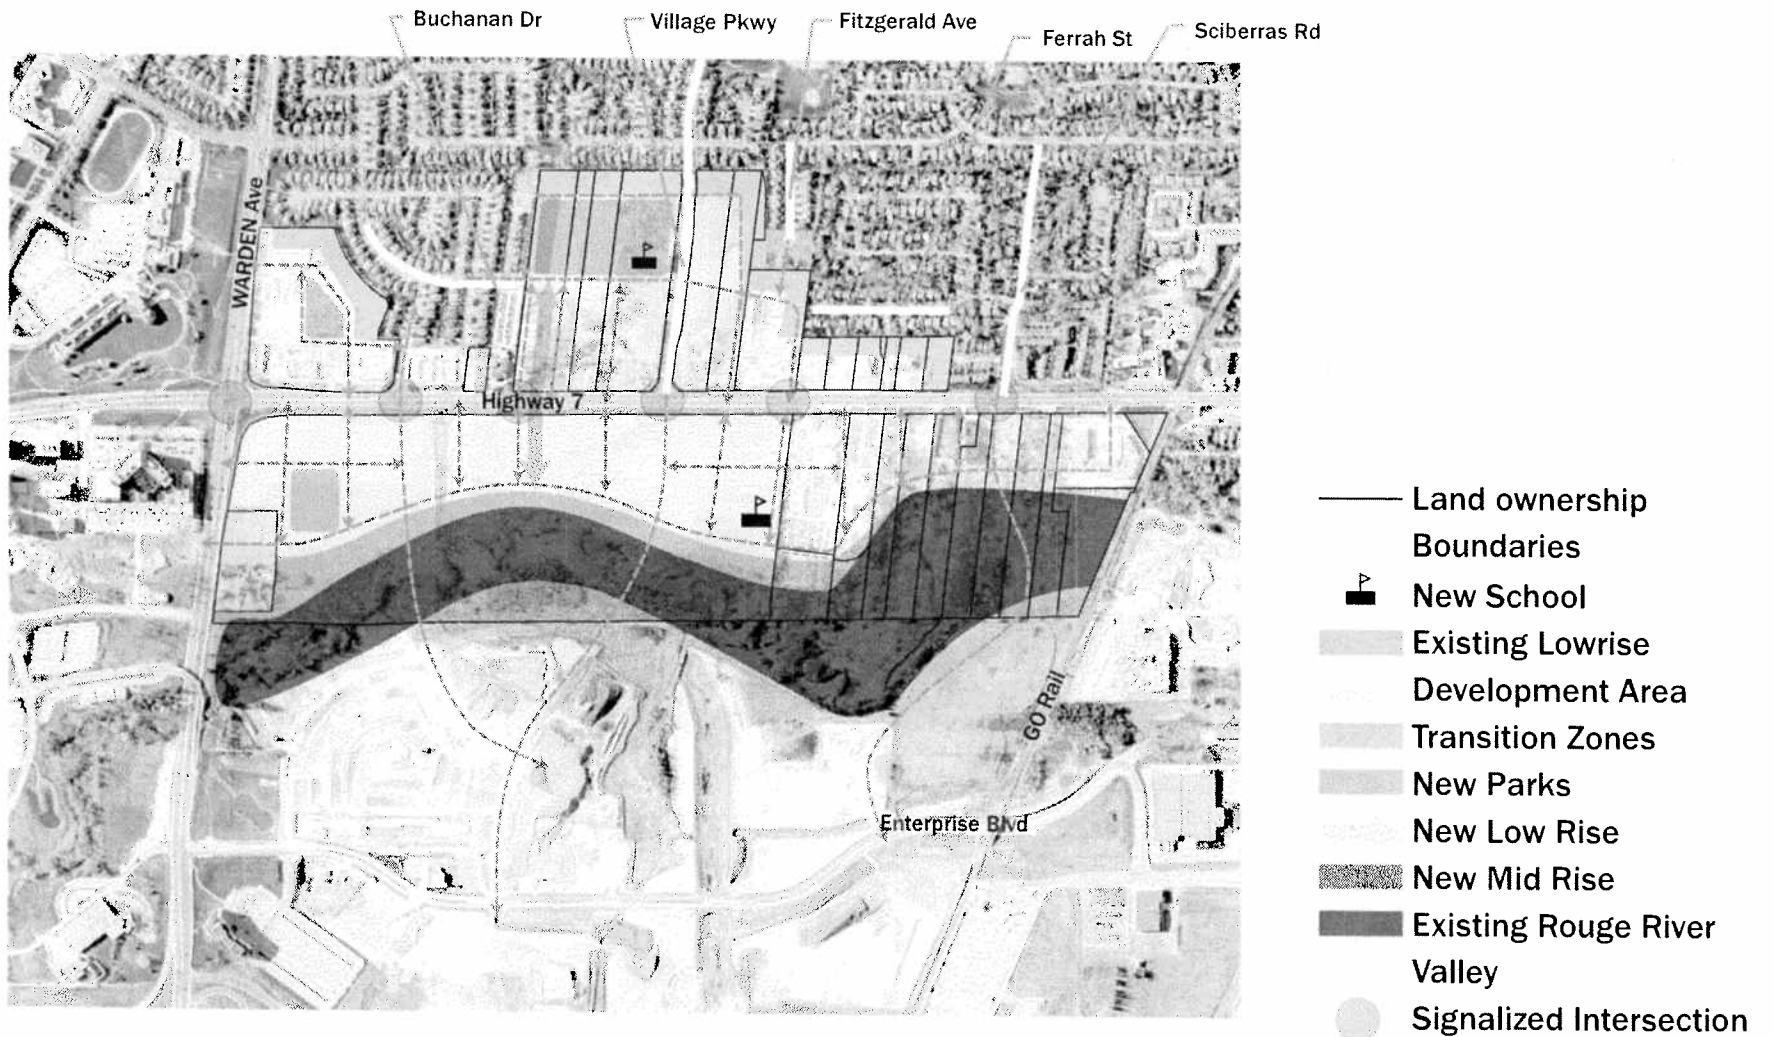 Buchanan Dr
Village Pkwy
Fitzgerald Ave
Ferrah St
Sciberras Rd
WARDEN Ave
Highway 7
GO Rail
Enterprise Blvd
Land ownership
Boundaries
New School
Existing Lowrise
Development Area
Transition Zones
New Parks
New Low Rise
New Mid Rise
Existing Rouge River
Valley
Signalized Intersection